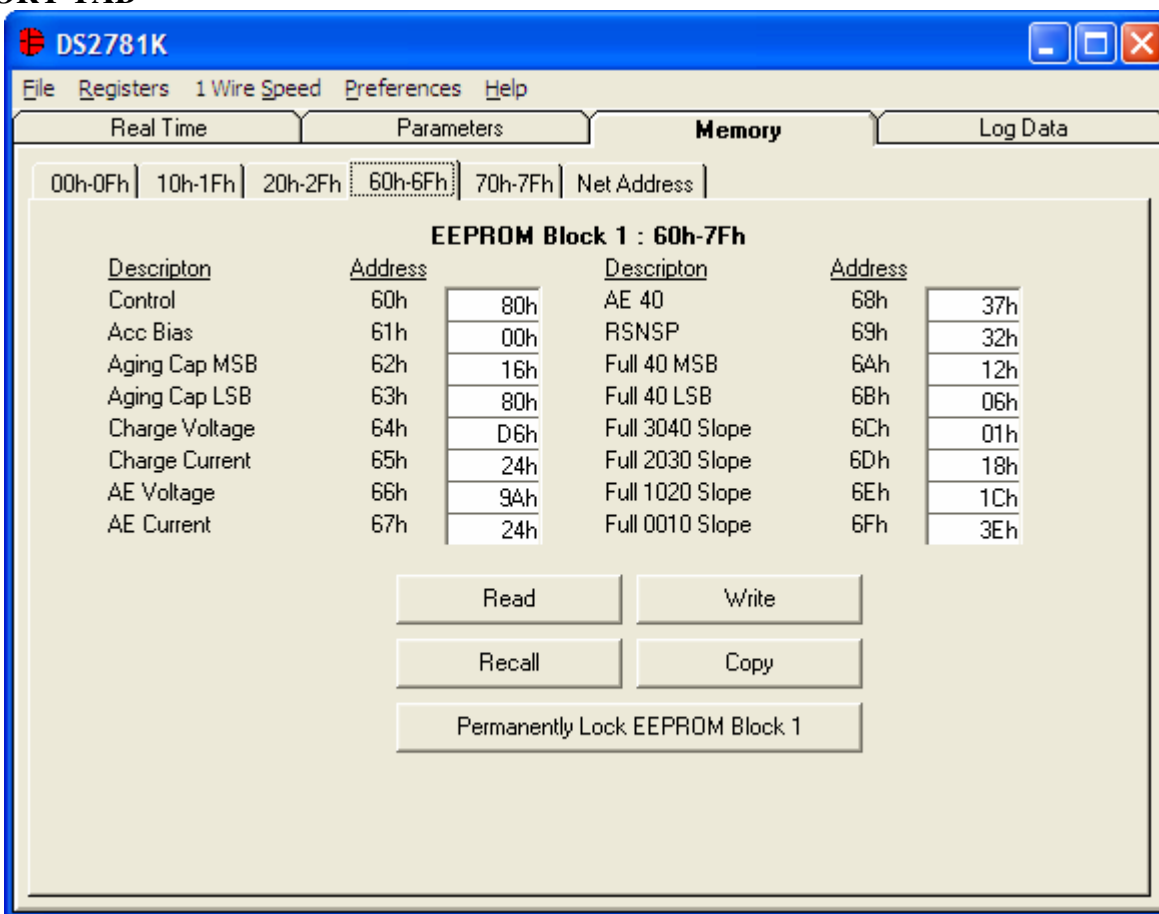 DS2781K
File Registers 1 Wire Speed Preferences Help
Real Time Parameters Memory Log Data
00h-0Fh 10h-1Fh 20h-2Fh 60h-6Fh 70h-7Fh Net Address
EEPROM Block 1 : 60h-7Fh
Descripton Address Descripton Address
Control 60h 80h AE 40 68h 37h
Acc Bias 61h 00h RSNSP 69h 32h
Aging Cap MSB 62h 16h Full 40 MSB 6Ah 12h
Aging Cap LSB 63h 80h Full 40 LSB 6Bh 06h
Charge Voltage 64h D6h Full 3040 Slope 6Ch 01h
Charge Current 65h 24h Full 2030 Slope 6Dh 18h
AE Voltage 66h 9Ah Full 1020 Slope 6Eh 1Ch
AE Current 67h 24h Full 0010 Slope 6Fh 3Eh
Read Write
Recall Copy
Permanently Lock EEPROM Block 1